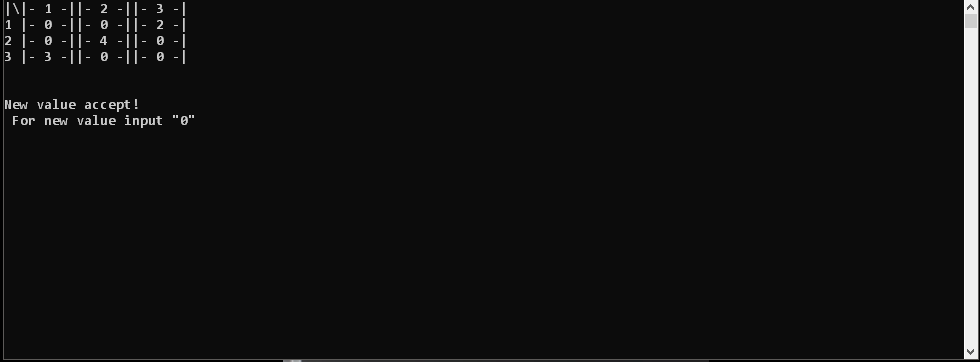 |\|- 1 -||- 2 -||- 3 -|
1 |- 0 -||- 0 -||- 2 -|
2 |- 0 -||- 4 -||- 0 -|
3 |- 3 -||- 0 -||- 0 -|
New value accept!
For new value input "0"